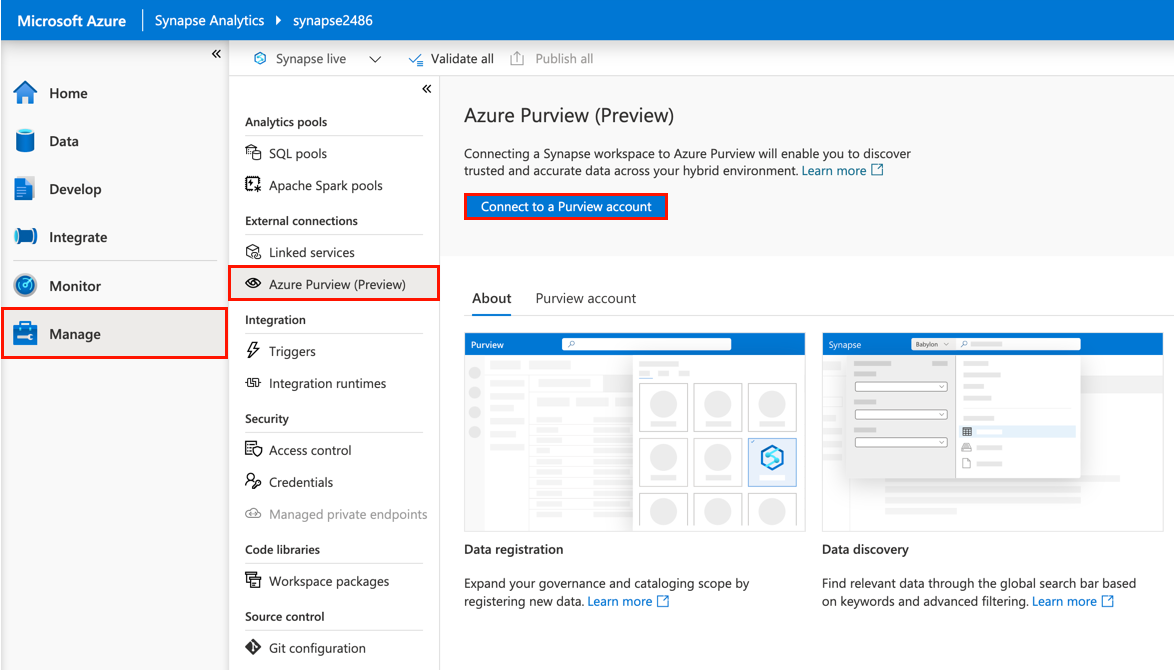 Microsoft Azure Synapse Analytics synapse2486
Home
Data
Develop
Integrate
Monitor
Manage
Synapse live Validate all Publish all
Analytics pools
SQL pools
Apache Spark pools
External connections
Linked services
Azure Purview (Preview)
Integration
Triggers
Integration runtimes
Security
Access control
Credentials
Managed private endpoints
Code libraries
Workspace packages
Source control
Git configuration
Azure Purview (Preview)
Connecting a Synapse workspace to Azure Purview will enable you to discover
trusted and accurate data across your hybrid environment. Learn more
Connect to a Purview account
About Purview account
Purview
Synapse Babylon
Data registration
Expand your governance and cataloging scope by
registering new data. Learn more
Data discovery
Find relevant data through the global search bar based
on keywords and advanced filtering. Learn more